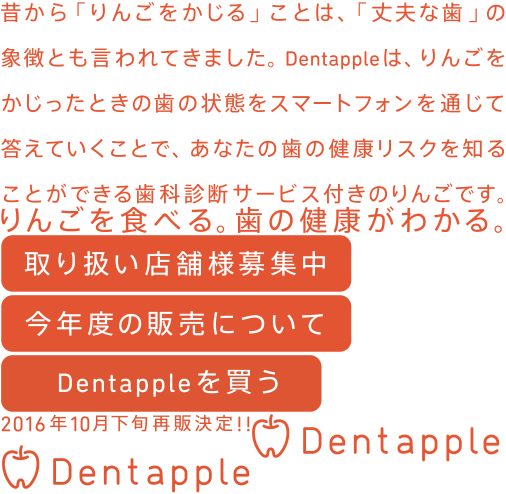 昔から「りんごをかじる」ことは、「丈夫な歯」の
象徴とも言われてきました。Dentappleは、りんごを
かじったときの歯の状態をスマートフォンを通じて
答えていくことで、あなたの歯の健康リスクを知る
ことができる歯科診断サービス付きのりんごです。
りんごを食べる。歯の健康がわかる。
取り扱い店舗様募集中
今年度の販売について
Dentappleを買う
2016年10月下旬再販決定!!
Dentapple
Dentapple